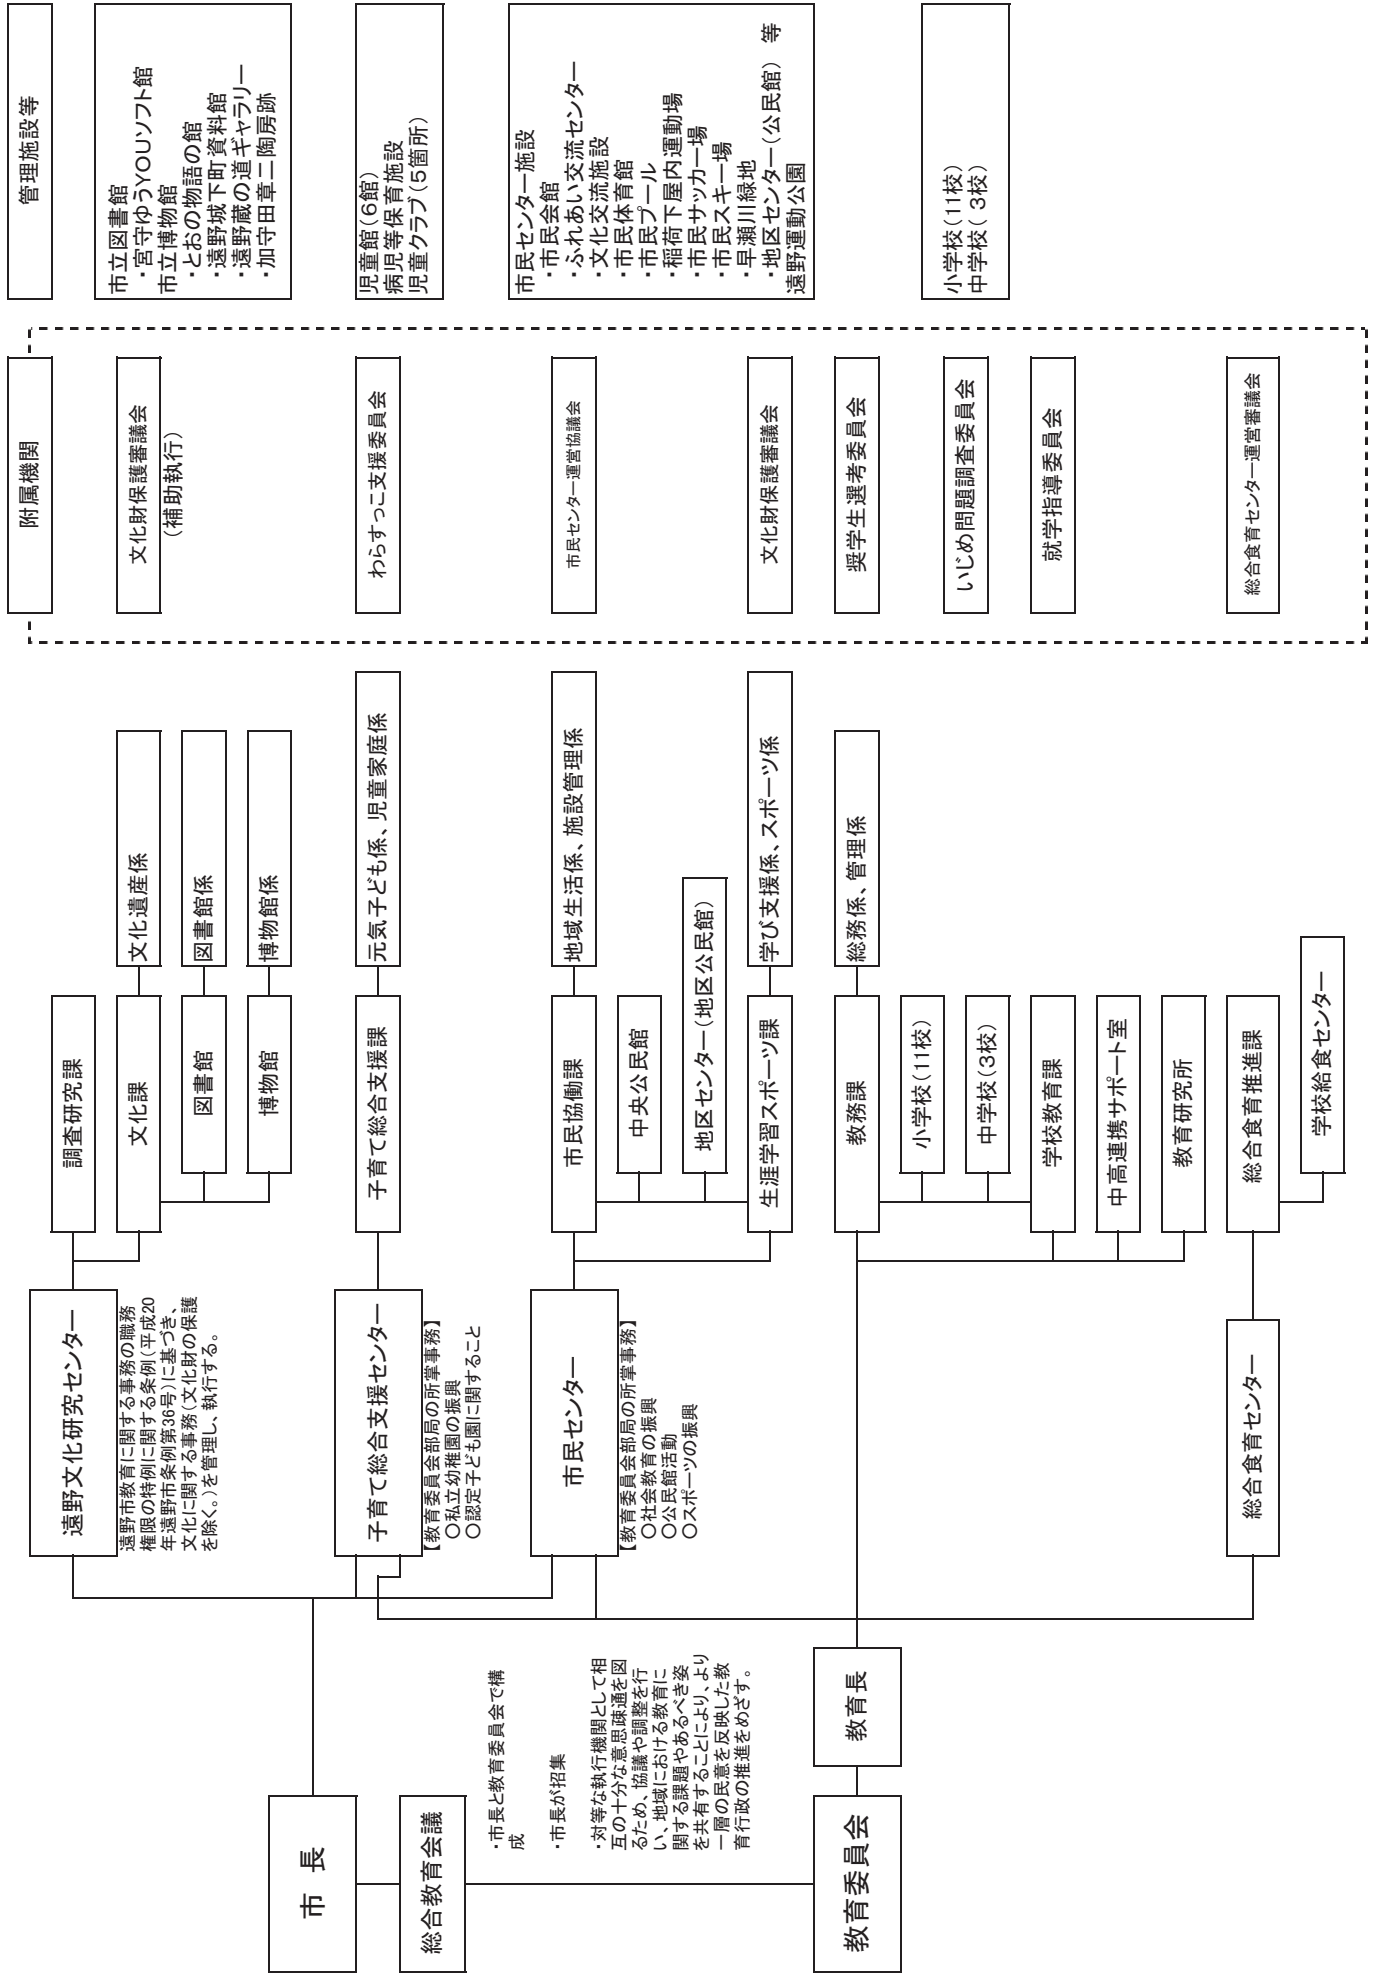 市 長
総合教育会議
・市長と教育委員会で構
成
・市長が招集
・対等な執行機関として相
互の十分な意思疎通を図
るため、協議や調整を行
い、地域における教育に
関する課題やあるべき姿
を共有することにより、より
一層の民意を反映した教
育行政の推進をめざす。
教育委員会
教育長
遠野文化研究センター
遠野市教育に関する事務の職務
権限の特例に関する条例(平成20
年遠野市条例第36号)に基づき、
文化に関する事務(文化財の保護
を除く。)を管理し、執行する。
子育て総合支援センター
【教育委員会部局の所掌事務】
○私立幼稚園の振興
○認定子ども園に関すること
市民センター
【教育委員会部局の所掌事務】
○社会教育の振興
○公民館活動
○スポーツの振興
総合食育センター
調査研究課
文化課
図書館
博物館
子育て総合支援課
市民協働課
中央公民館
地区センター(地区公民館)
生涯学習スポーツ課
教務課
小学校(11校)
中学校(3校)
学校教育課
中高連携サポート室
教育研究所
総合食育推進課
学校給食センター
文化遺産係
図書館係
博物館係
元気子ども係、児童家庭係
地域生活係、施設管理係
学び支援係、スポーツ係
総務係、管理係
附属機関
文化財保護審議会
(補助執行)
わらすっこ支援委員会
市民センター運営協議会
文化財保護審議会
奨学生選考委員会
いじめ問題調査委員会
就学指導委員会
総合食育センター運営審議会
管理施設等
市立図書館
・宮守ゆうYOUソフト館
市立博物館
・とおの物語の館
・遠野城下町資料館
・遠野蔵の道ギャラリー
・加守田章二陶房跡
児童館(6館)
病児等保育施設
児童クラブ(5箇所)
市民センター施設
・市民会館
・ふれあい交流センター
・文化交流施設
・市民体育館
・市民プール
・稲荷下屋内運動場
・市民サッカー場
・市民スキー場
・早瀬川緑地
・地区センター(公民館) 等
遠野運動公園
小学校(11校)
中学校( 3校)